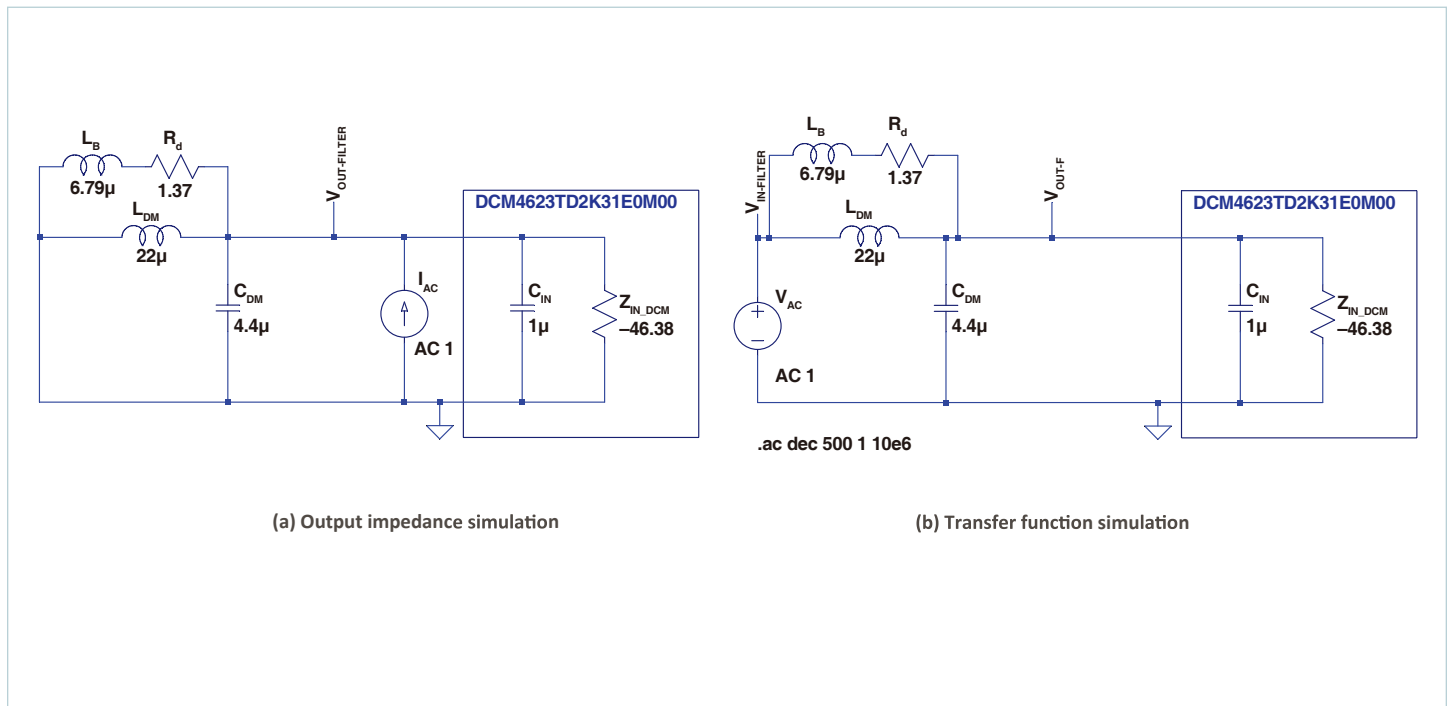 L_B
R_d
6.79µ
1.37
L_DM
22µ
V_OUT-FILTER
C_DM
4.4µ
I_AC
AC 1
DCM4623TD2K31E0M00
C_IN
1µ
Z_IN_DCM
–46.38
(a) Output impedance simulation
V_IN-FILTER
L_B
R_d
6.79µ
1.37
L_DM
22µ
V_OUT-F
V_AC
+
–
AC 1
C_DM
4.4µ
DCM4623TD2K31E0M00
C_IN
1µ
Z_IN_DCM
–46.38
.ac dec 500 1 10e6
(b) Transfer function simulation